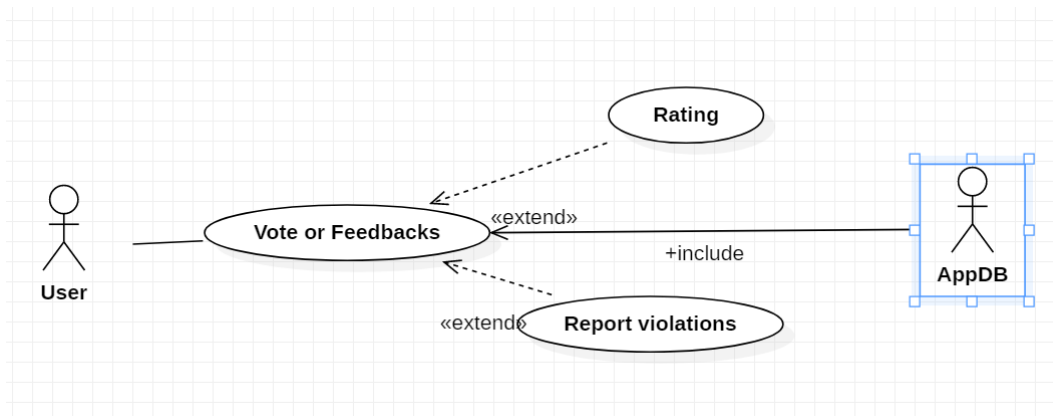 Rating
Vote or Feedbacks
«extend»
+include
User
AppDB
«extend»
Report violations